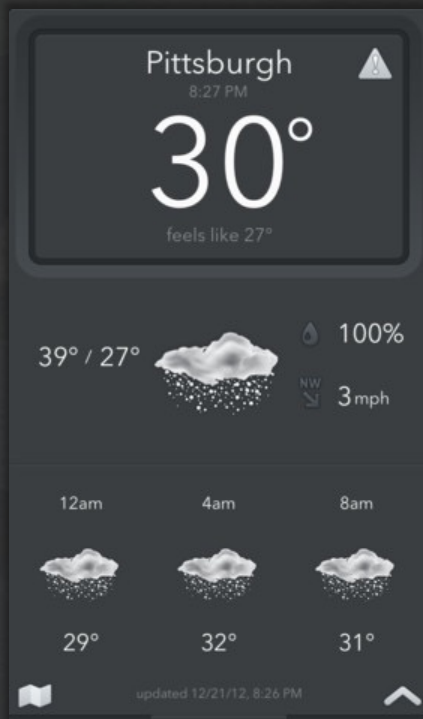 Pittsburgh
8:27 PM
30°
feels like 27°
39° / 27°
100%
NW
3mph
12am 4am 8am
29° 32° 31°
updated 12/21/12, 8:26 PM